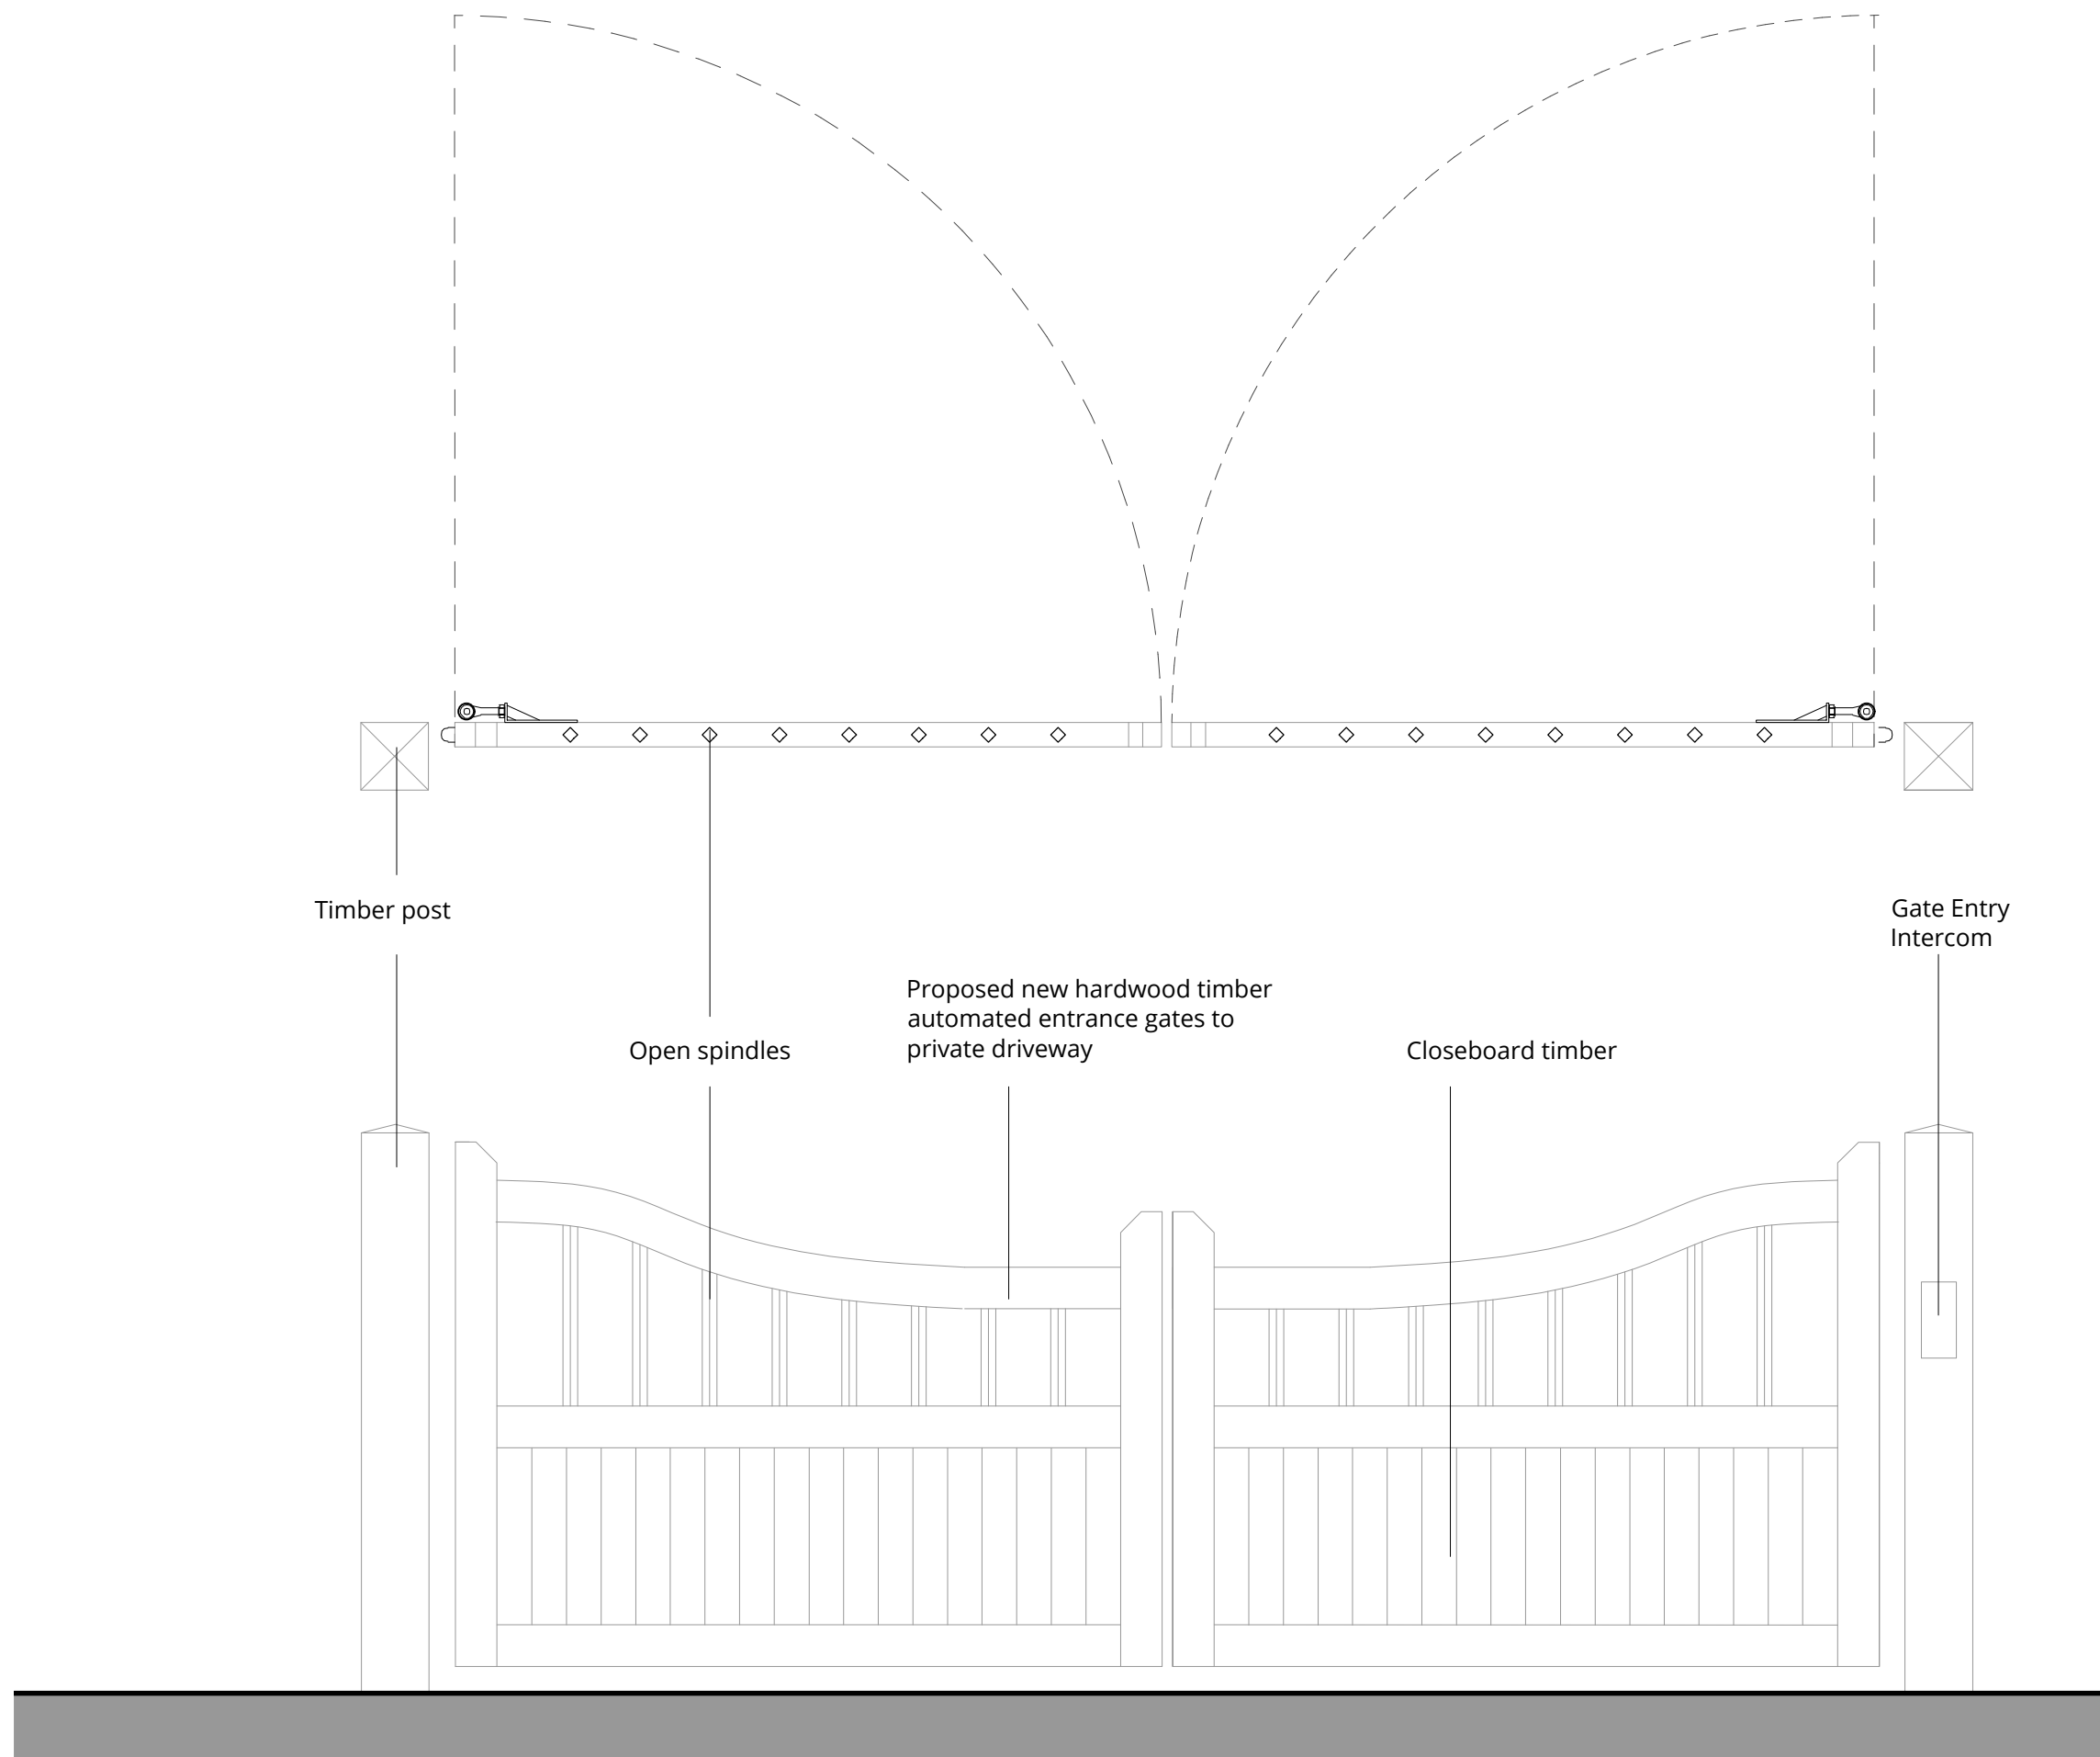 Timber post
Gate Entry
Intercom
Proposed new hardwood timber
automated entrance gates to
private driveway
Open spindles
Closeboard timber